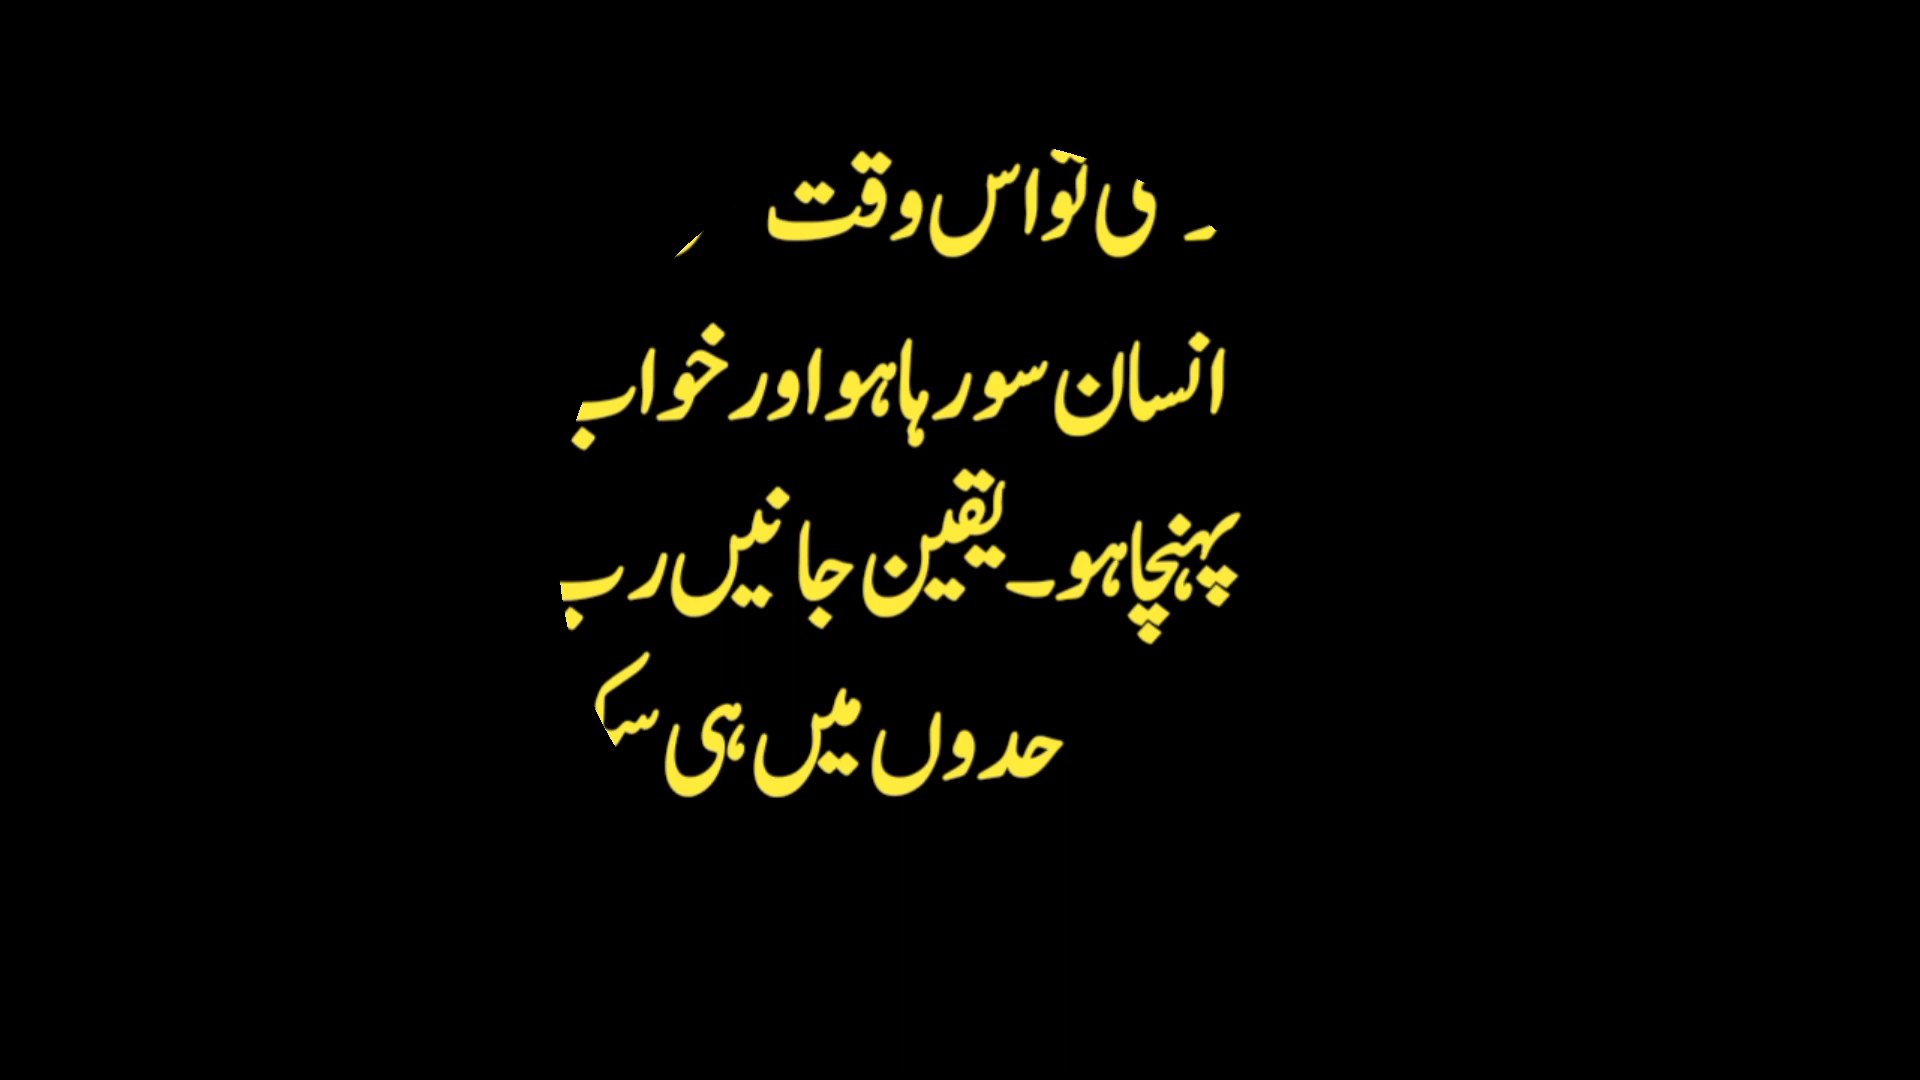 تو اس وقت
انسان سو رہا ہو اور خواب
پہنچا ہو۔ یقین جانیں رب
حدوں میں ہی